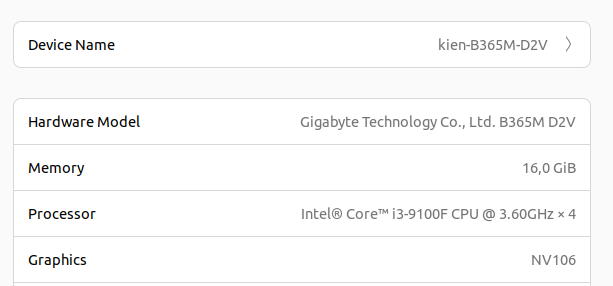 Device Name kien-B365M-D2V
Hardware Model Gigabyte Technology Co., Ltd. B365M D2V
Memory 16,0 GiB
Processor Intel® Core™ i3-9100F CPU @ 3.60GHz × 4
Graphics NV106